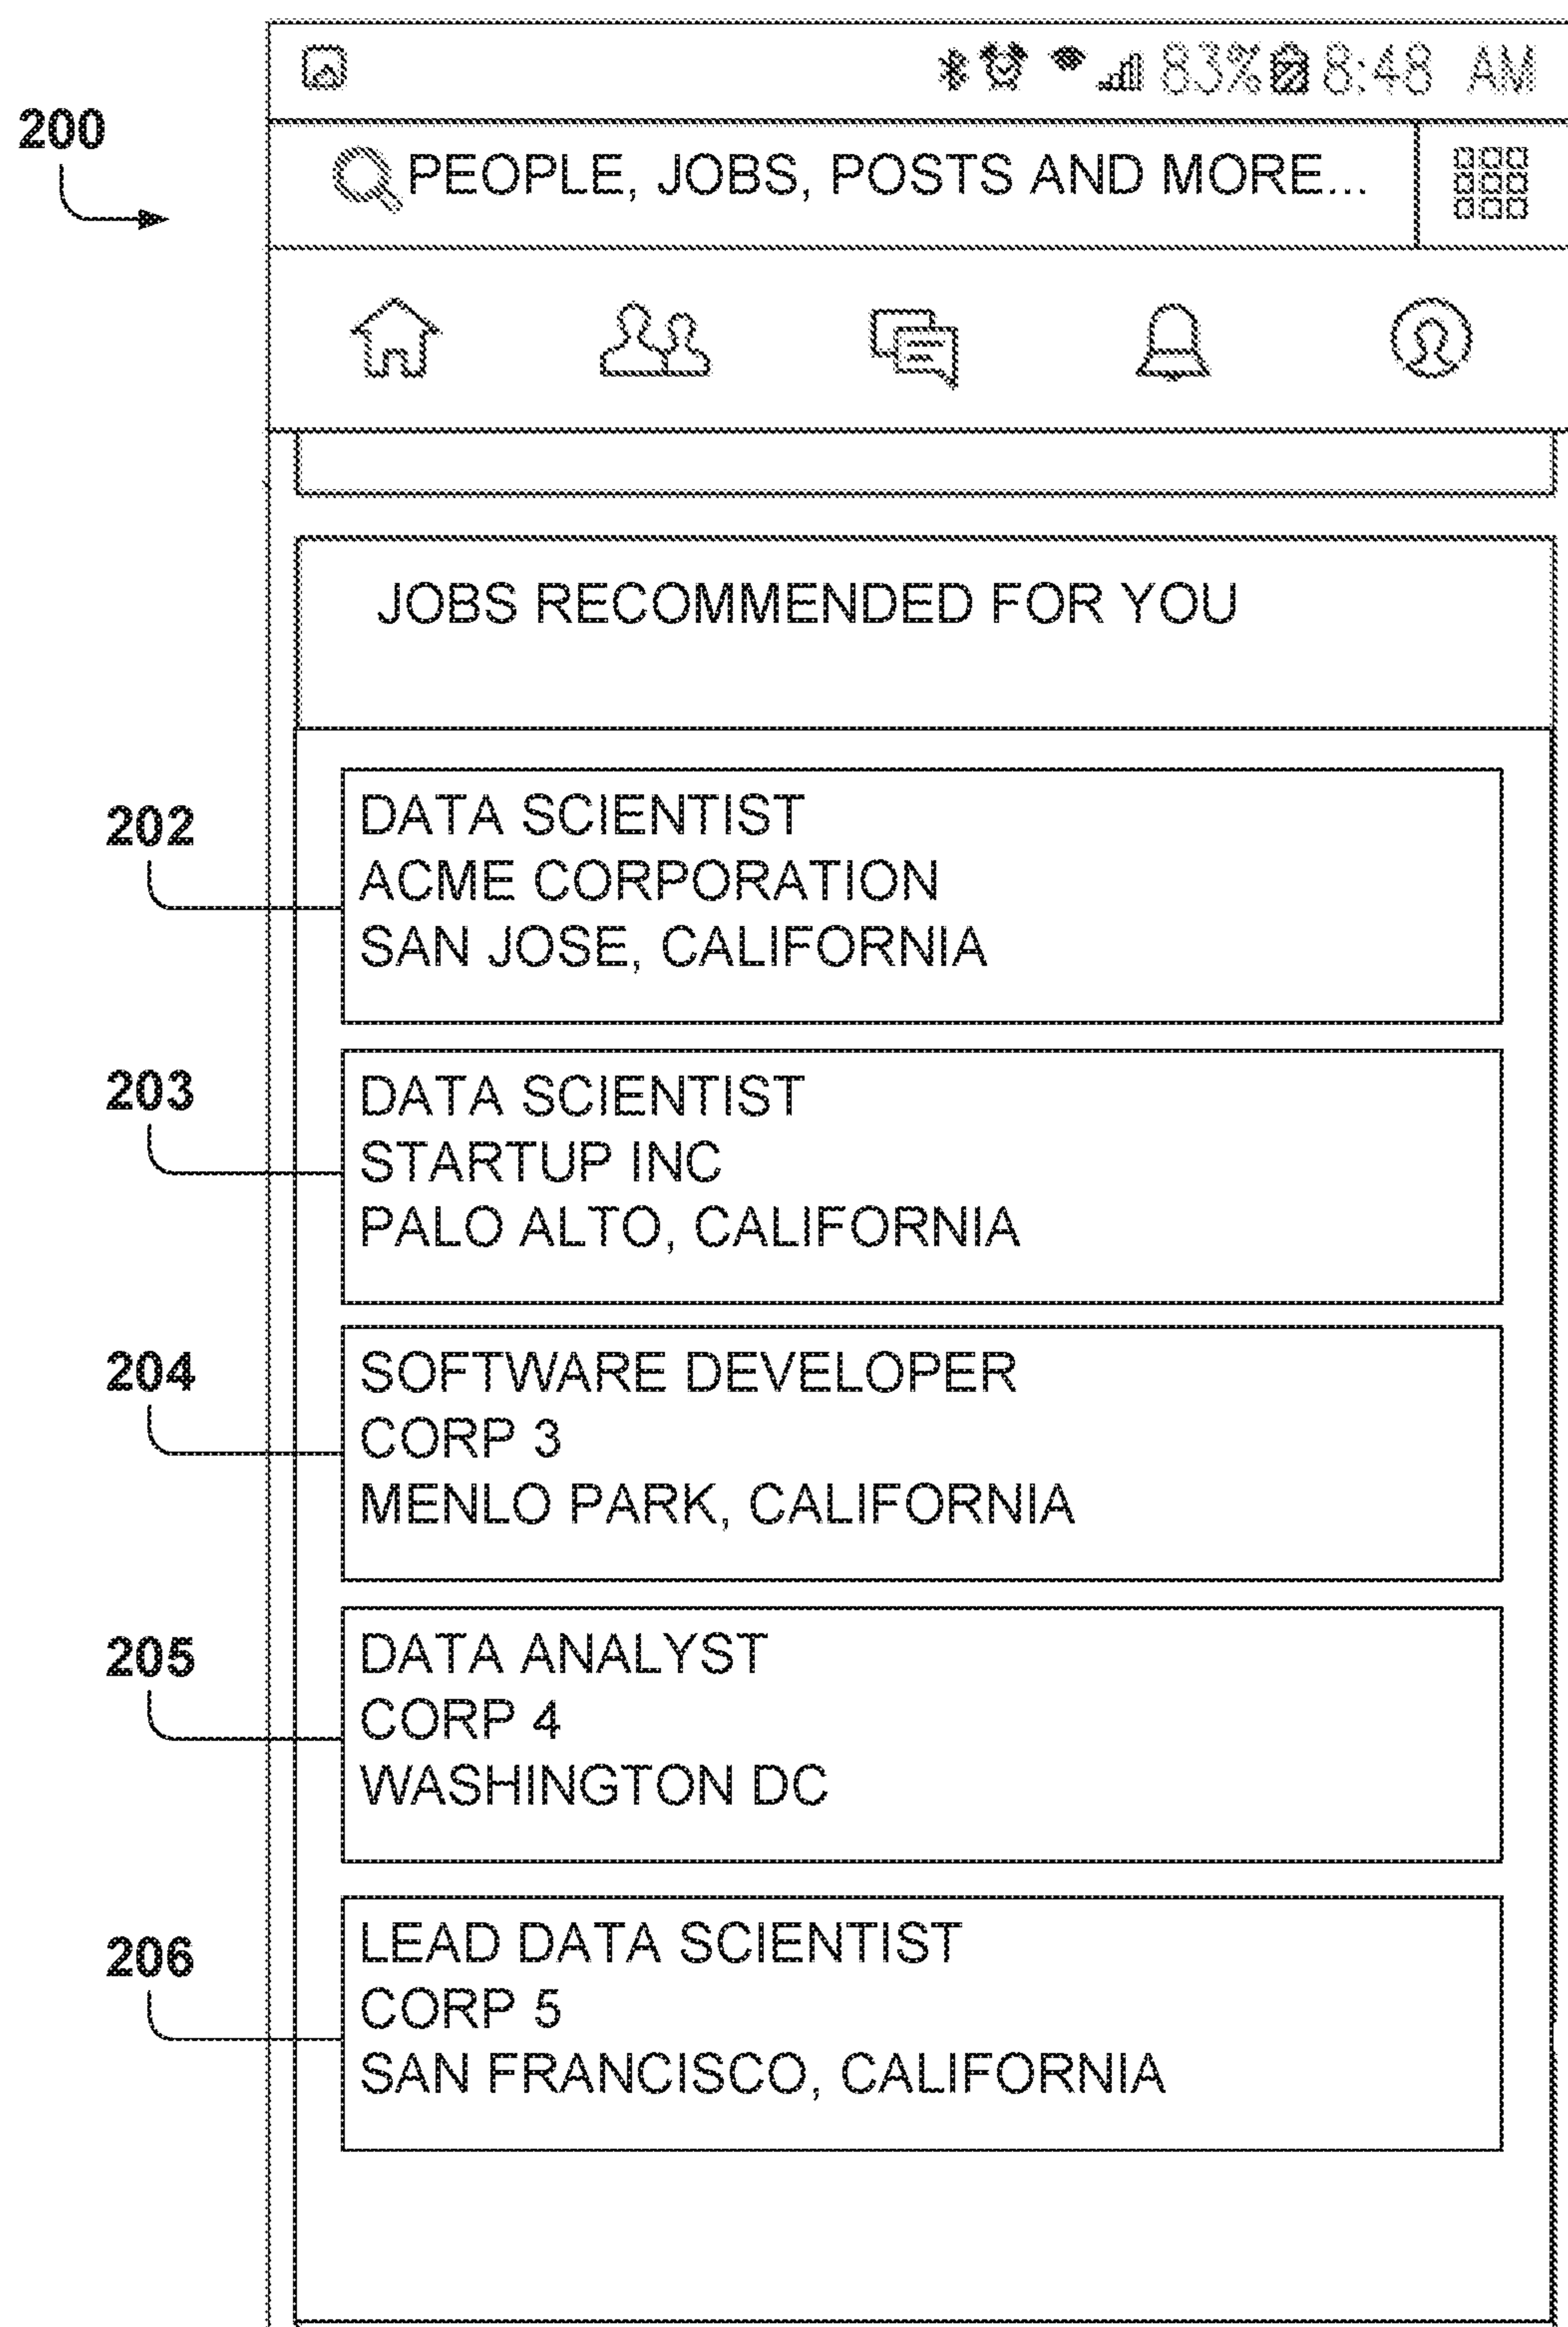 83% 8:48 AM
200
PEOPLE, JOBS, POSTS AND MORE...
JOBS RECOMMENDED FOR YOU
202
DATA SCIENTIST
ACME CORPORATION
SAN JOSE, CALIFORNIA
203
DATA SCIENTIST
STARTUP INC
PALO ALTO, CALIFORNIA
204
SOFTWARE DEVELOPER
CORP 3
MENLO PARK, CALIFORNIA
205
DATA ANALYST
CORP 4
WASHINGTON DC
206
LEAD DATA SCIENTIST
CORP 5
SAN FRANCISCO, CALIFORNIA